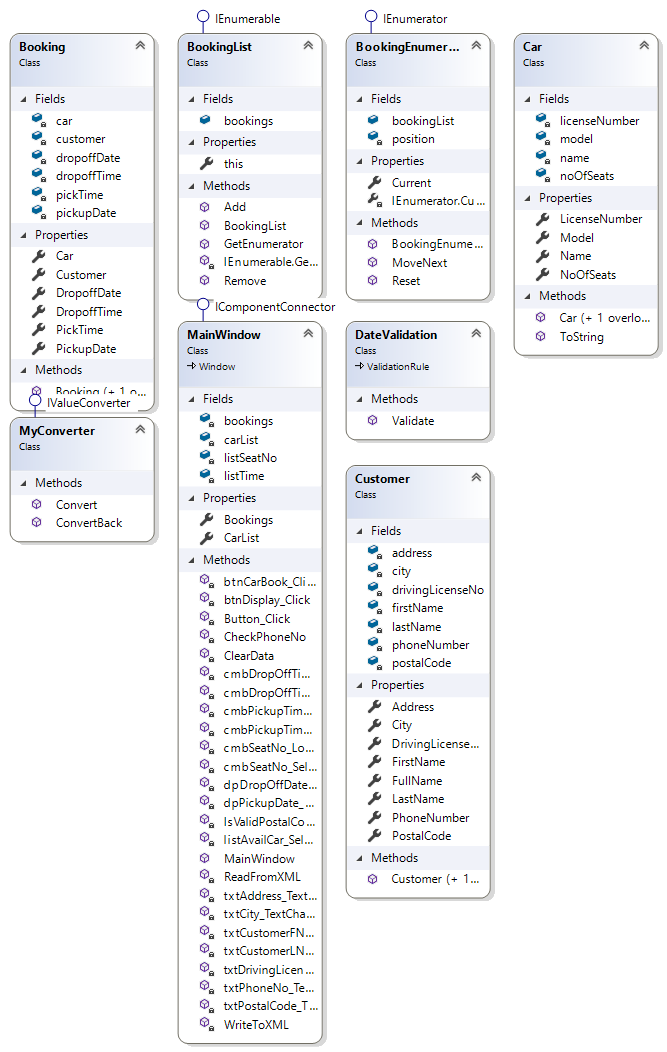 IEnumerable
IEnumerator
Booking
Class
Fields
car
customer
dropoffDate
dropoffTime
pickTime
pickupDate
Properties
Car
Customer
DropoffDate
DropoffTime
PickTime
PickupDate
Methods
Booking (+ 1 o...
BookingList
Class
Fields
bookings
Properties
this
Methods
Add
BookingList
GetEnumerator
IEnumerable.Ge...
Remove
BookingEnumer...
Class
Fields
bookingList
position
Properties
Current
IEnumerator.Cu...
Methods
BookingEnume...
MoveNext
Reset
Car
Class
Fields
licenseNumber
model
name
noOfSeats
Properties
LicenseNumber
Model
Name
NoOfSeats
Methods
Car (+ 1 overlo...
ToString
IValueConverter
MyConverter
Class
Methods
Convert
ConvertBack
IComponentConnector
MainWindow
Class
Window
Fields
bookings
carList
listSeatNo
listTime
Properties
Bookings
CarList
Methods
btnCarBook_Cli...
btnDisplay_Click
Button_Click
CheckPhoneNo
ClearData
cmbDropOffTi...
cmbDropOffTi...
cmbPickupTim...
cmbPickupTim...
cmbSeatNo_Lo...
cmbSeatNo_Sel...
dpDropOffDate...
dpPickupDate_...
IsValidPostalCo...
listAvailCar_Sel...
MainWindow
ReadFromXML
txtAddress_Text...
txtCity_TextCha...
txtCustomerFN...
txtCustomerLN...
txtDrivingLicen...
txtPhoneNo_Te...
txtPostalCode_T...
WriteToXML
DateValidation
Class
ValidationRule
Methods
Validate
Customer
Class
Fields
address
city
drivingLicenseNo
firstName
lastName
phoneNumber
postalCode
Properties
Address
City
DrivingLicense...
FirstName
FullName
LastName
PhoneNumber
PostalCode
Methods
Customer (+ 1...